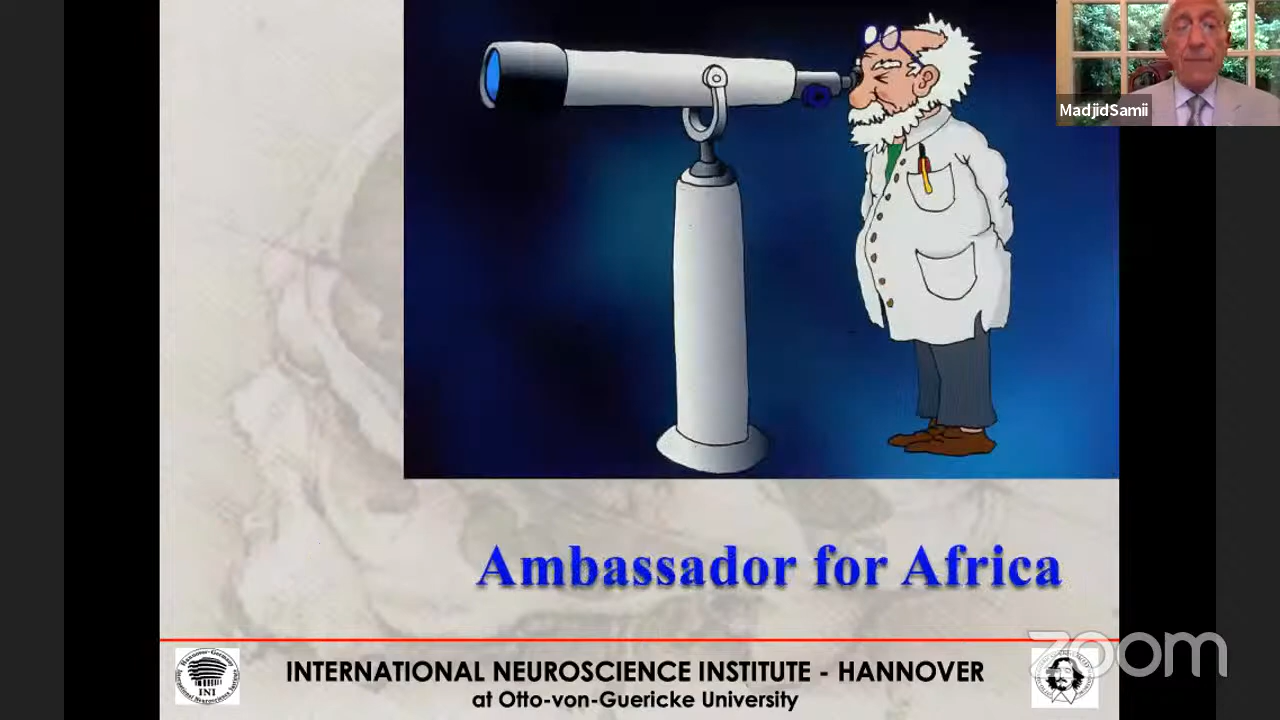 MadjidSamii
Ambassador for Africa
INTERNATIONAL NEUROSCIENCE INSTITUTE - HANNOVER
at Otto-von-Guericke University
INI
zoom